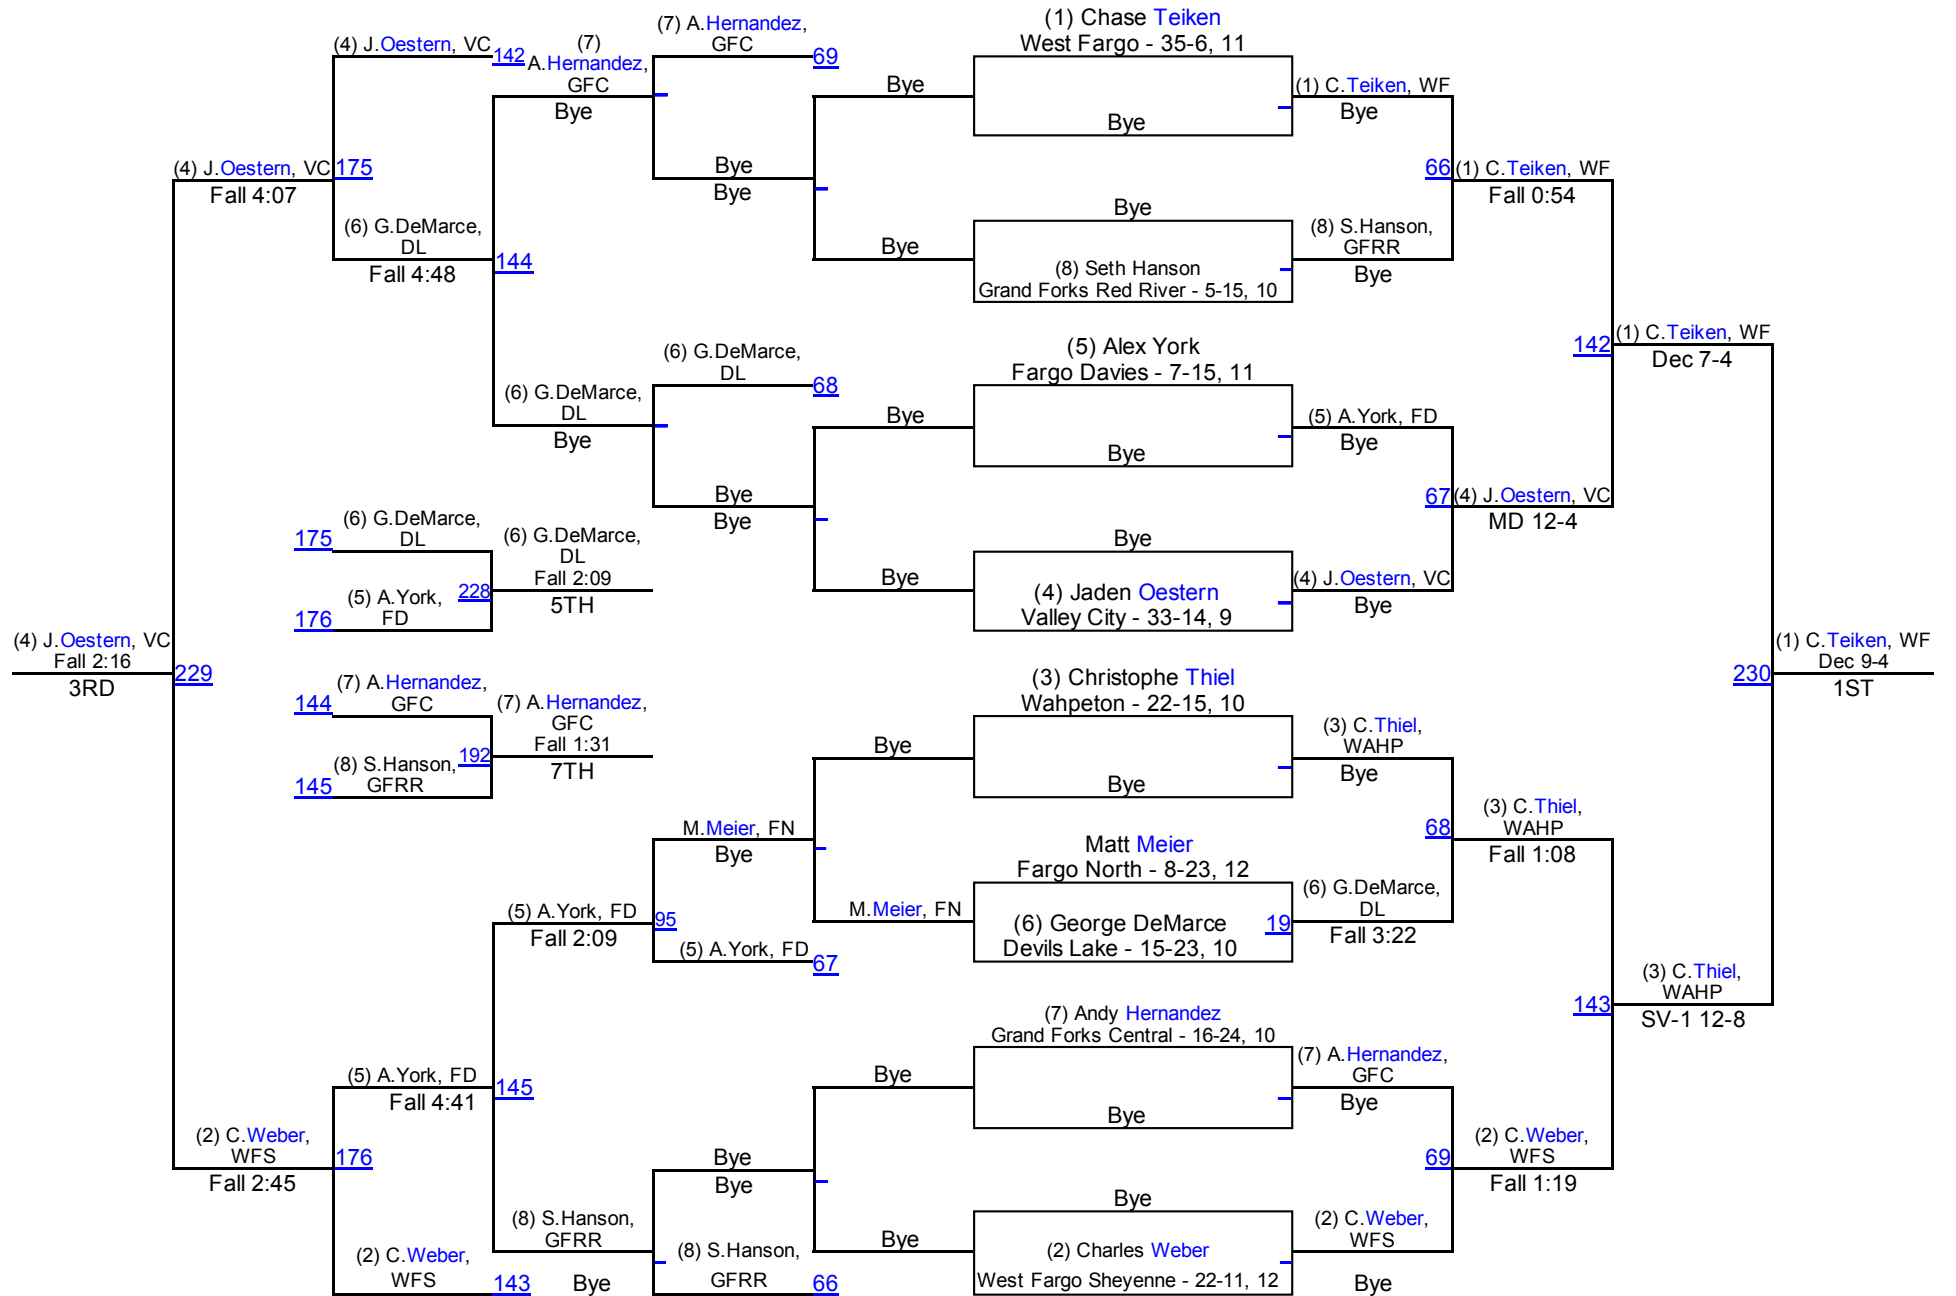 (1) Chase Teiken
West Fargo - 35-6, 11
Bye
Bye
(8) Seth Hanson
Grand Forks Red River - 5-15, 10
(5) Alex York
Fargo Davies - 7-15, 11
Bye
Bye
(4) Jaden Oestern
Valley City - 33-14, 9
(3) Christophe Thiel
Wahpeton - 22-15, 10
Bye
Matt Meier
Fargo North - 8-23, 12
(6) George DeMarce
Devils Lake - 15-23, 10
19
(7) Andy Hernandez
Grand Forks Central - 16-24, 10
Bye
Bye
(2) Charles Weber
West Fargo Sheyenne - 22-11, 12
(1) C.Teiken, WF
Bye
66
(8) S.Hanson,
GFRR
Bye
(5) A.York, FD
Bye
67
(4) J.Oestern, VC
Bye
(3) C.Thiel,
WAHP
Bye
68
(6) G.DeMarce,
DL
Fall 3:22
(7) A.Hernandez,
GFC
Bye
69
(2) C.Weber,
WFS
Bye
(1) C.Teiken, WF
Fall 0:54
142
(4) J.Oestern, VC
MD 12-4
(3) C.Thiel,
WAHP
Fall 1:08
143
(2) C.Weber,
WFS
Fall 1:19
(1) C.Teiken, WF
Dec 7-4
230
(3) C.Thiel,
WAHP
SV-1 12-8
(1) C.Teiken, WF
Dec 9-4
1ST
Bye
Bye
Bye
Bye
Bye
M.Meier, FN
Bye
Bye
(7) A.Hernandez,
GFC
69
Bye
Bye
(6) G.DeMarce,
DL
68
Bye
Bye
M.Meier, FN
Bye
(5) A.York, FD
67
Bye
Bye
(8) S.Hanson,
GFRR
66
(7)
A.Hernandez,
GFC
Bye
(6) G.DeMarce,
DL
Bye
(5) A.York, FD
95
Fall 2:09
(8) S.Hanson,
GFRR
Bye
(4) J.Oestern, VC
142
(6) G.DeMarce,
DL
144
Fall 4:48
(5) A.York, FD
145
Fall 4:41
(2) C.Weber,
WFS
143
(4) J.Oestern, VC
175
Fall 4:07
(2) C.Weber,
WFS
176
Fall 2:45
(4) J.Oestern, VC
Fall 2:16
229
3RD
(6) G.DeMarce,
DL
175
(5) A.York,
FD
176
228
(6) G.DeMarce,
DL
Fall 2:09
5TH
(7) A.Hernandez,
GFC
144
(8) S.Hanson,
GFRR
145
192
(7) A.Hernandez,
GFC
Fall 1:31
7TH